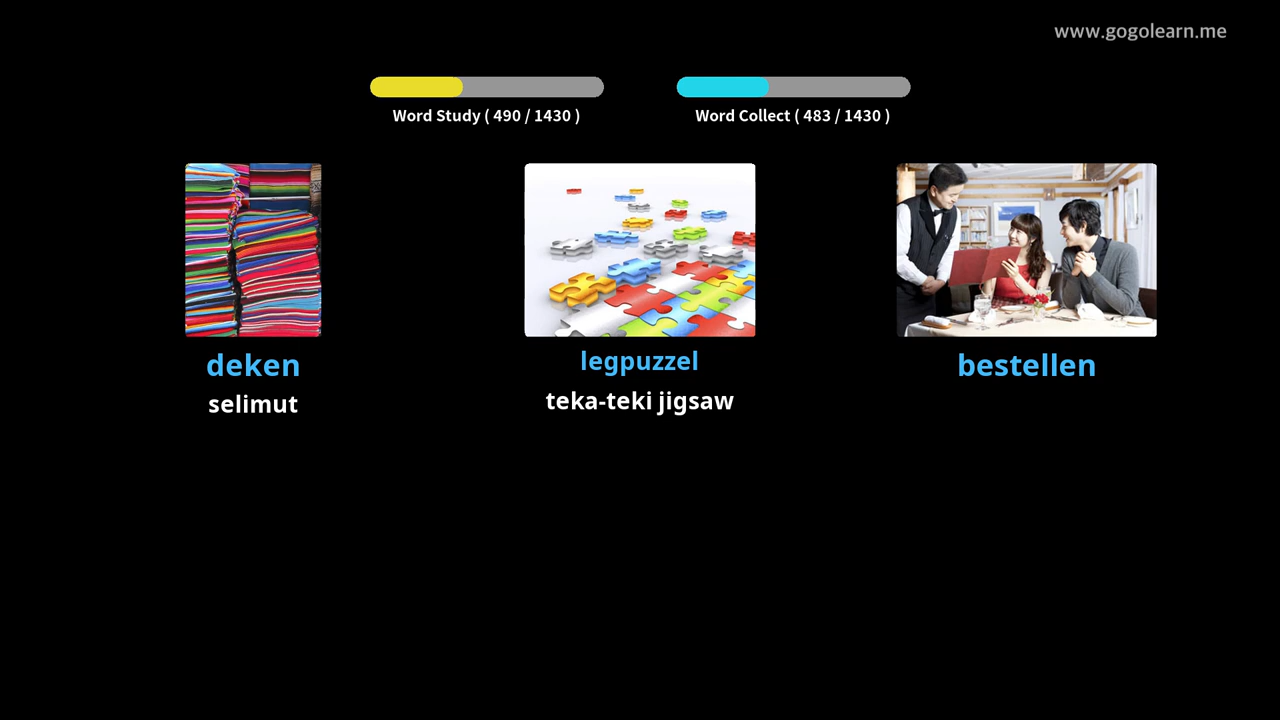 www.gogolearn.me
Word Study ( 490 / 1430 )
Word Collect ( 483 / 1430 )
deken
selimut
legpuzzel
teka-teki jigsaw
bestellen